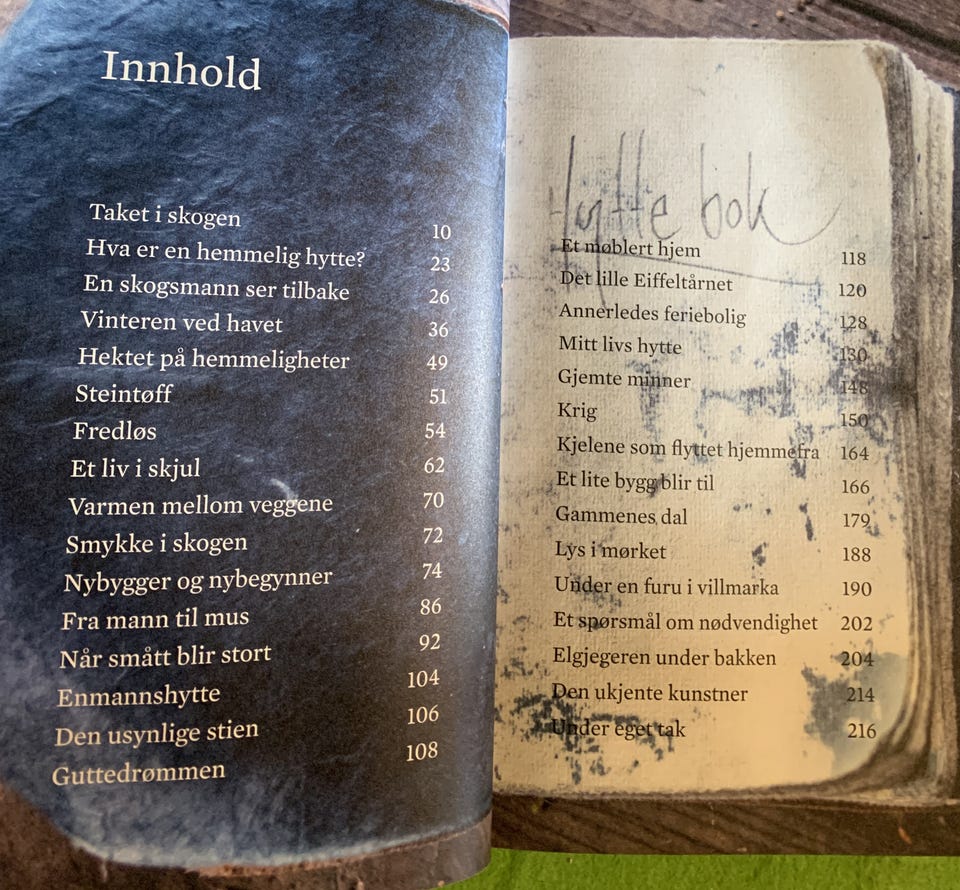 Innhold
Taket i skogen 10
Hva er en hemmelig hytte? 23
En skogsmann ser tilbake 26
Vinteren ved havet 36
Hektet på hemmeligheter 49
Steintøff 51
Fredløs 54
Et liv i skjul 62
Varmen mellom veggene 70
Smykke i skogen 72
Nybygger og nybegynner 74
Fra mann til mus 86
Når smått blir stort 92
Enmannshytte 104
Den usynlige stien 106
Guttedrømmen 108
Hytte bok
Et møblert hjem 118
Det lille Eiffeltårnet 120
Annerledes feriebolig 128
Mitt livs hytte 130
Gjemte minner 148
Krig 150
Kjelene som flyttet hjemmefra 164
Et lite bygg blir til 166
Gammenes dal 179
Lys i mørket 188
Under en furu i villmarka 190
Et spørsmål om nødvendighet 202
Elgjegeren under bakken 204
Den ukjente kunstner 214
Under eget tak 216